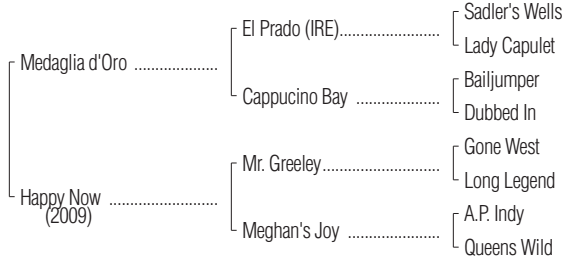 Sadler's Wells
El Prado (IRE)....................
Lady Capulet
Medaglia d'Oro ....................
Bailjumper
Cappucino Bay ....................
Dubbed In
Gone West
Mr. Greeley............................
Long Legend
Happy Now .........................
(2009)
A.P. Indy
Meghan's Joy ......................
Queens Wild